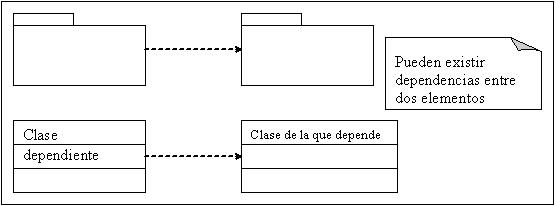 Pueden existir
dependencias entre
dos elementos
Clase
dependiente
Clase de la que depende